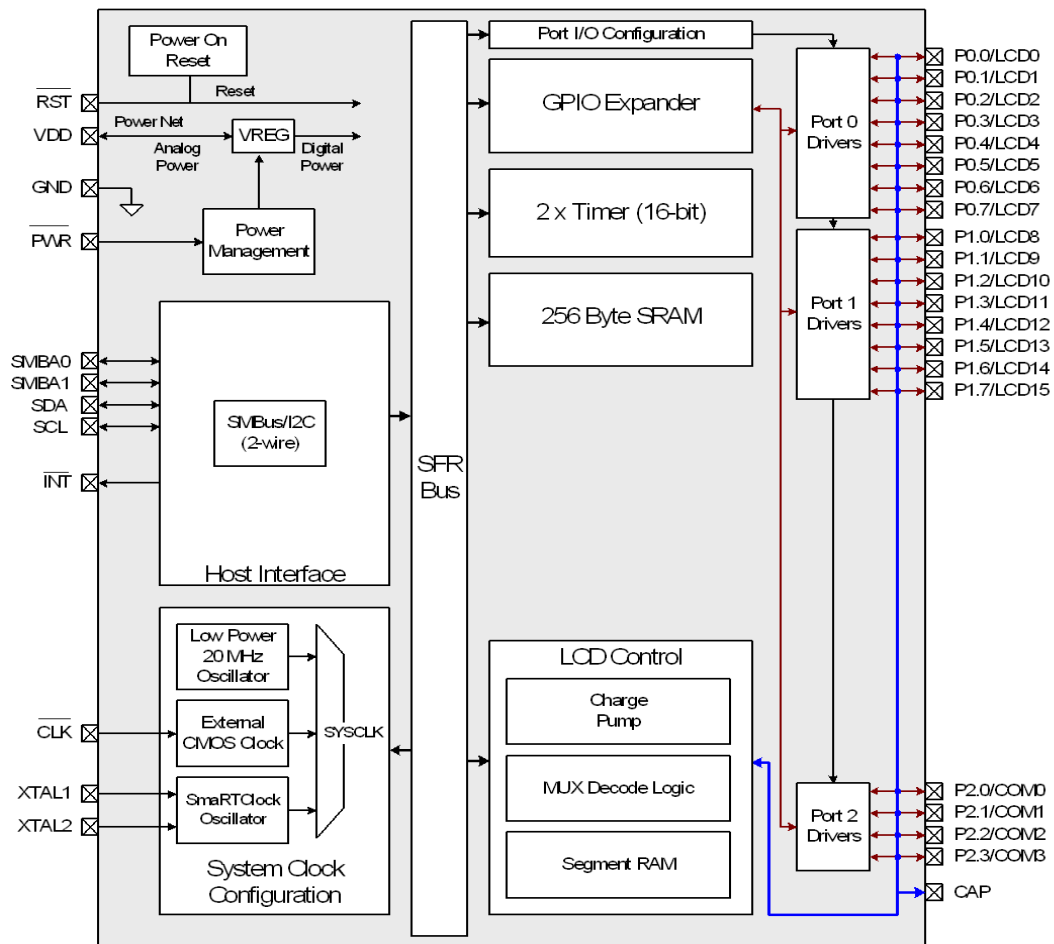 Power On
Reset
RST
Reset
VDD
Power Net
VREG
Analog
Power
Digital
Power
GND
PWR
Power
Management
SMBA0
SMBA1
SDA
SCL
INT
SMBus/I2C
(2-wire)
Host Interface
Low Power
20 MHz
Oscillator
CLK
External
CMOS Clock
SYSCLK
XTAL1
XTAL2
SmaRTClock
Oscillator
System Clock
Configuration
SFR
Bus
Port I/O Configuration
GPIO Expander
2 x Timer (16-bit)
256 Byte SRAM
LCD Control
Charge
Pump
MUX Decode Logic
Segment RAM
Port 0
Drivers
Port 1
Drivers
Port 2
Drivers
P0.0/LCD0
P0.1/LCD1
P0.2/LCD2
P0.3/LCD3
P0.4/LCD4
P0.5/LCD5
P0.6/LCD6
P0.7/LCD7
P1.0/LCD8
P1.1/LCD9
P1.2/LCD10
P1.3/LCD11
P1.4/LCD12
P1.5/LCD13
P1.6/LCD14
P1.7/LCD15
P2.0/COM0
P2.1/COM1
P2.2/COM2
P2.3/COM3
CAP